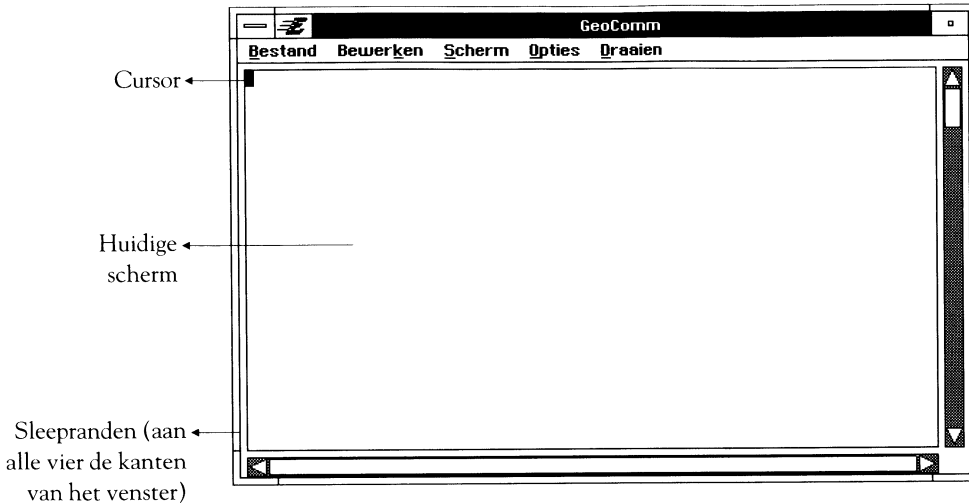 GeoComm
Bestand Bewerken Scherm Opties Draaien
Cursor
Huidige
scherm
Sleepranden (aan
alle vier de kanten
van het venster)